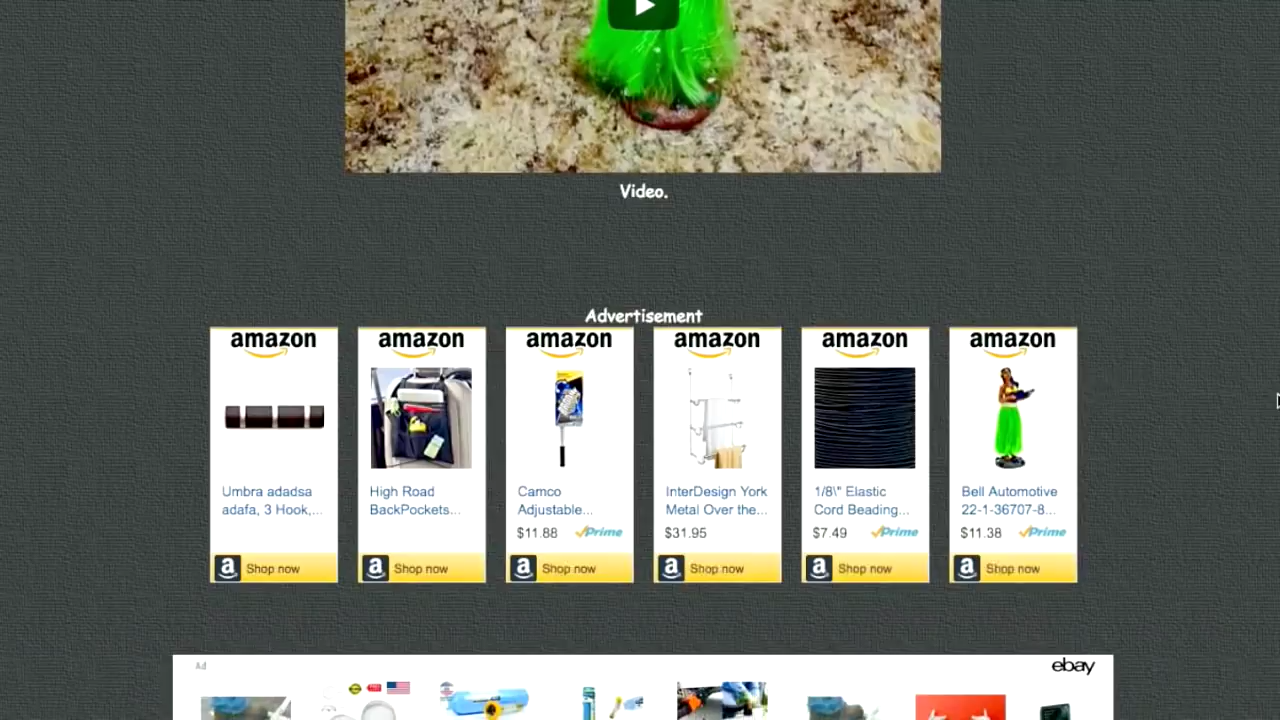 Video.
Advertisement
amazon amazon amazon amazon amazon amazon
Umbra adadsa
adafa, 3 Hook,...
High Road
BackPockets...
Camco
Adjustable...
$11.88 Prime
InterDesign York
Metal Over the...
$31.95
1/8\" Elastic
Cord Beading...
$7.49 Prime
Bell Automotive
22-1-36707-8...
$11.38 Prime
a Shop now a Shop now a Shop now a Shop now a Shop now a Shop now
Ad ebay